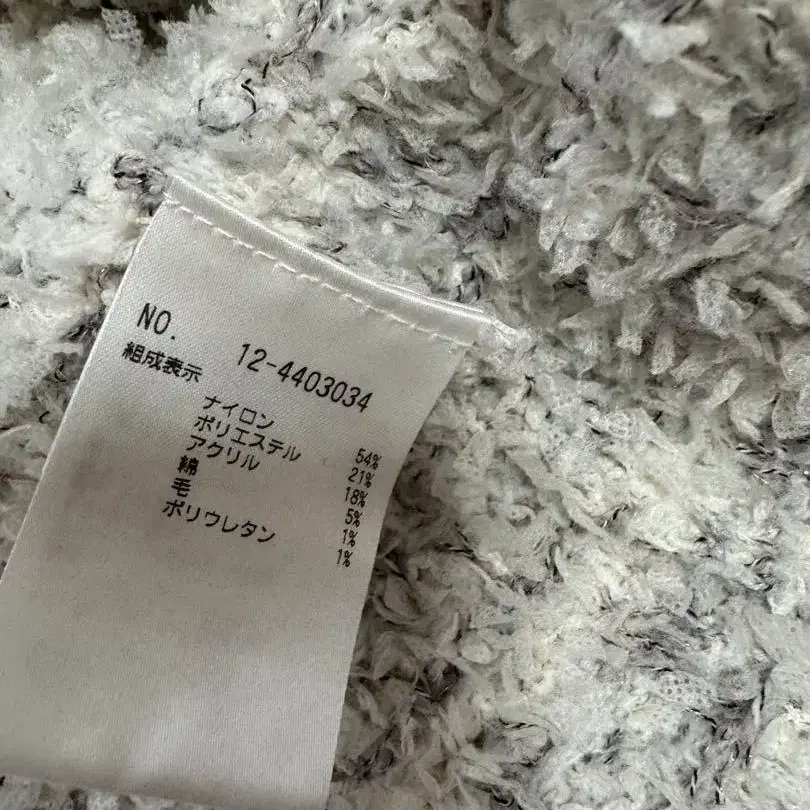 NO. 12-4403034
組成表示
ナイロン 54%
ポリエステル 21%
アクリル 18%
綿 5%
毛 1%
ポリウレタン 1%